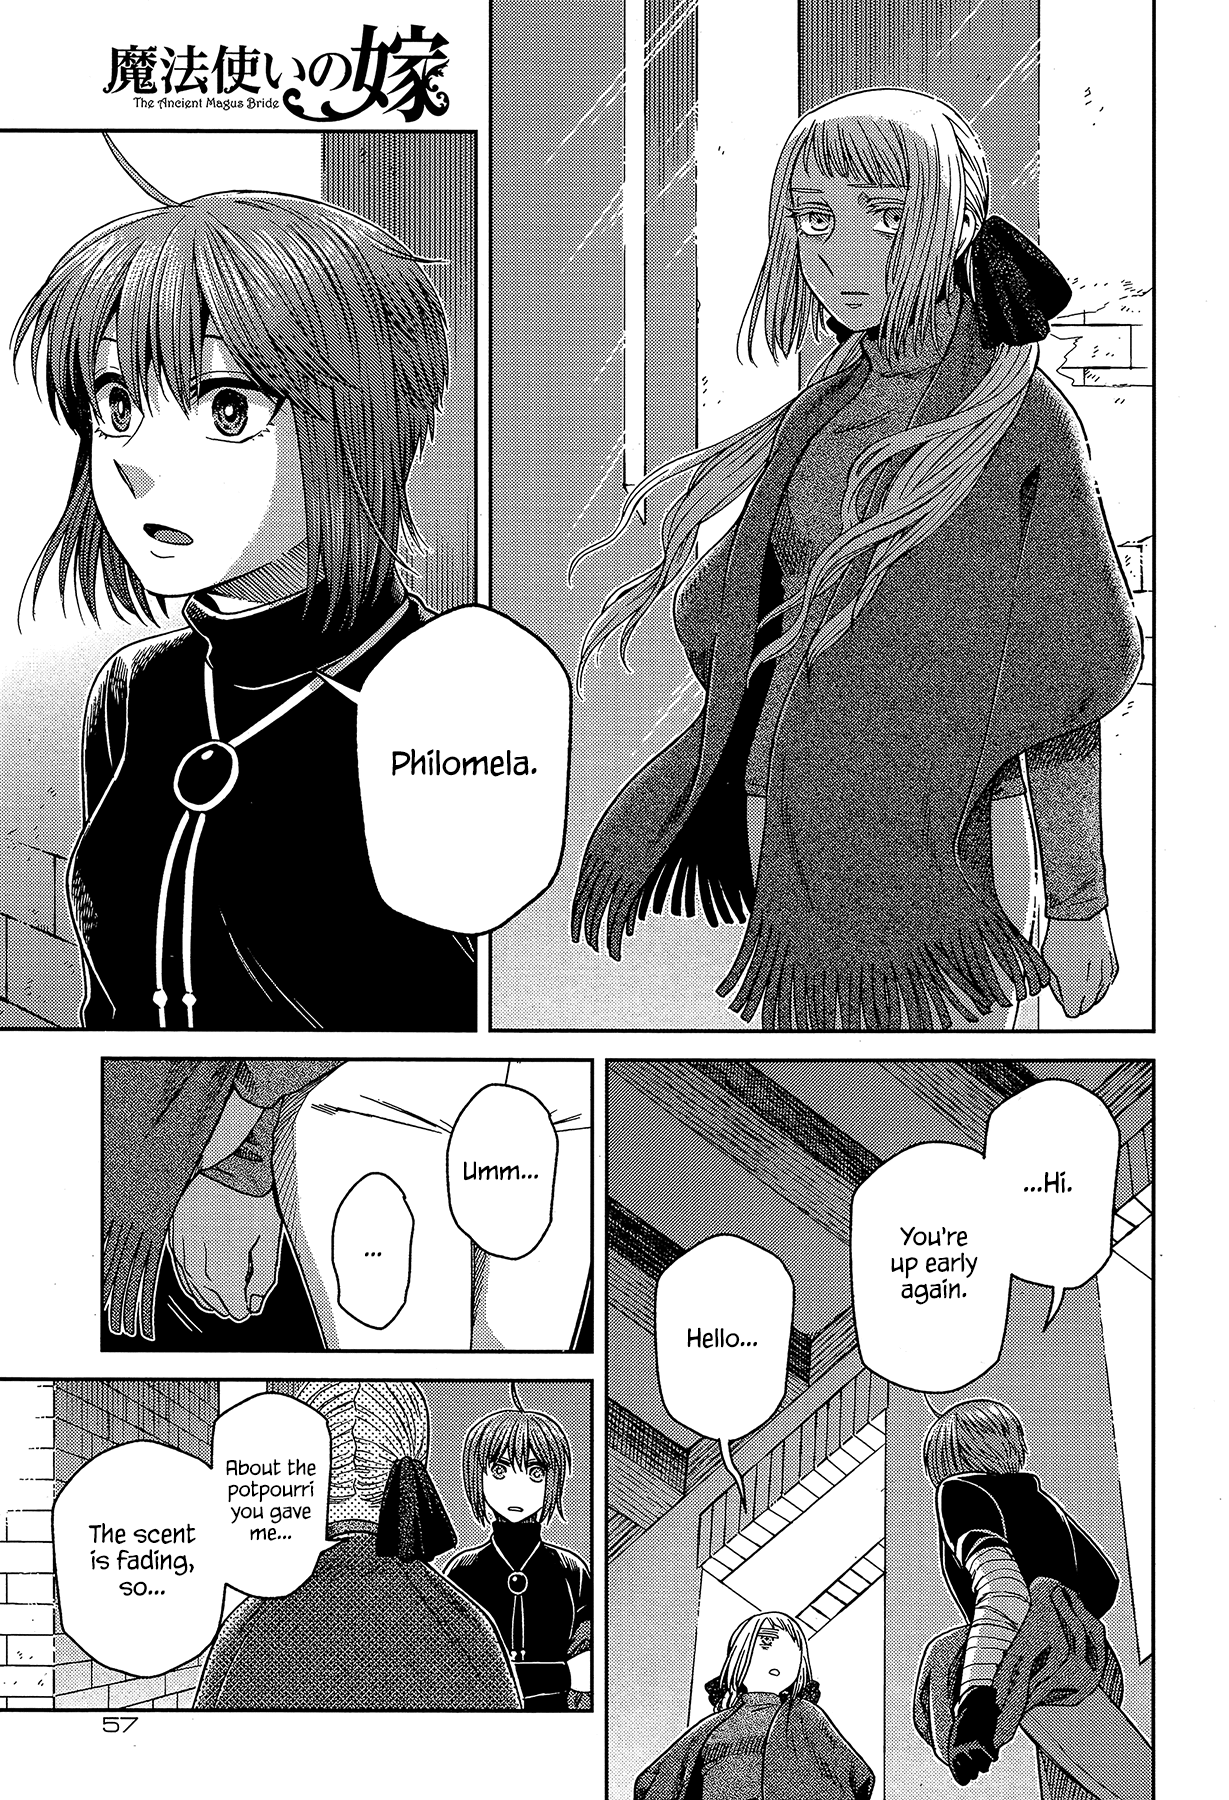 魔法使いの嫁
The Ancient Magus Bride
Philomela.
...Hi.
You're
up early
again.
Hello...
Umm...
...
About the
potpourri
you gave
me...
The scent
is fading,
so...
57